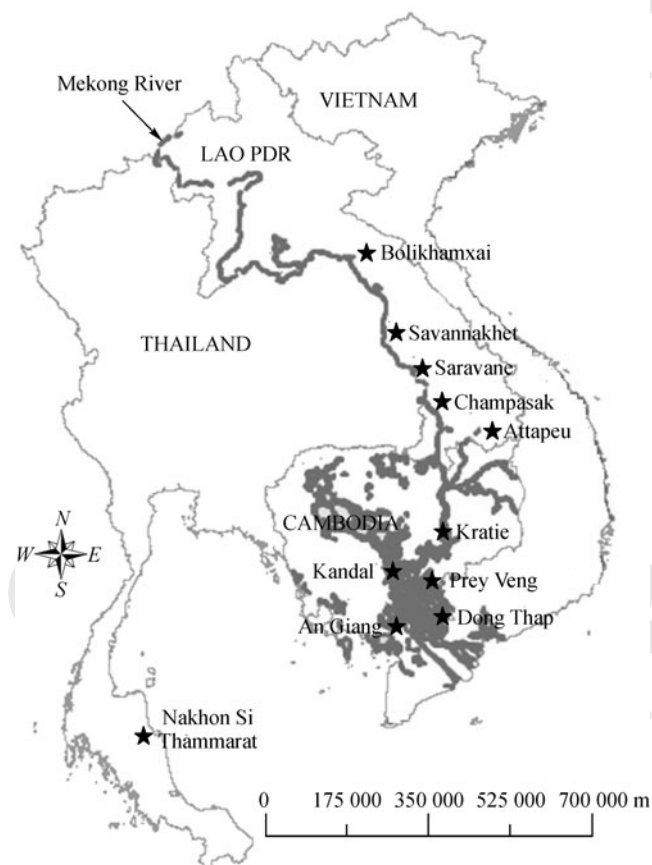 Mekong River
VIETNAM
LAO PDR
Bolikhamxai
Savannakhet
THAILAND
Saravane
Champasak
Attapeu
CAMBODIA
Kratie
N
W E
S
Kandal
Prey Veng
An Giang
Dong Thap
Nakhon Si
Thammarat
0 175 000 350 000 525 000 700 000 m